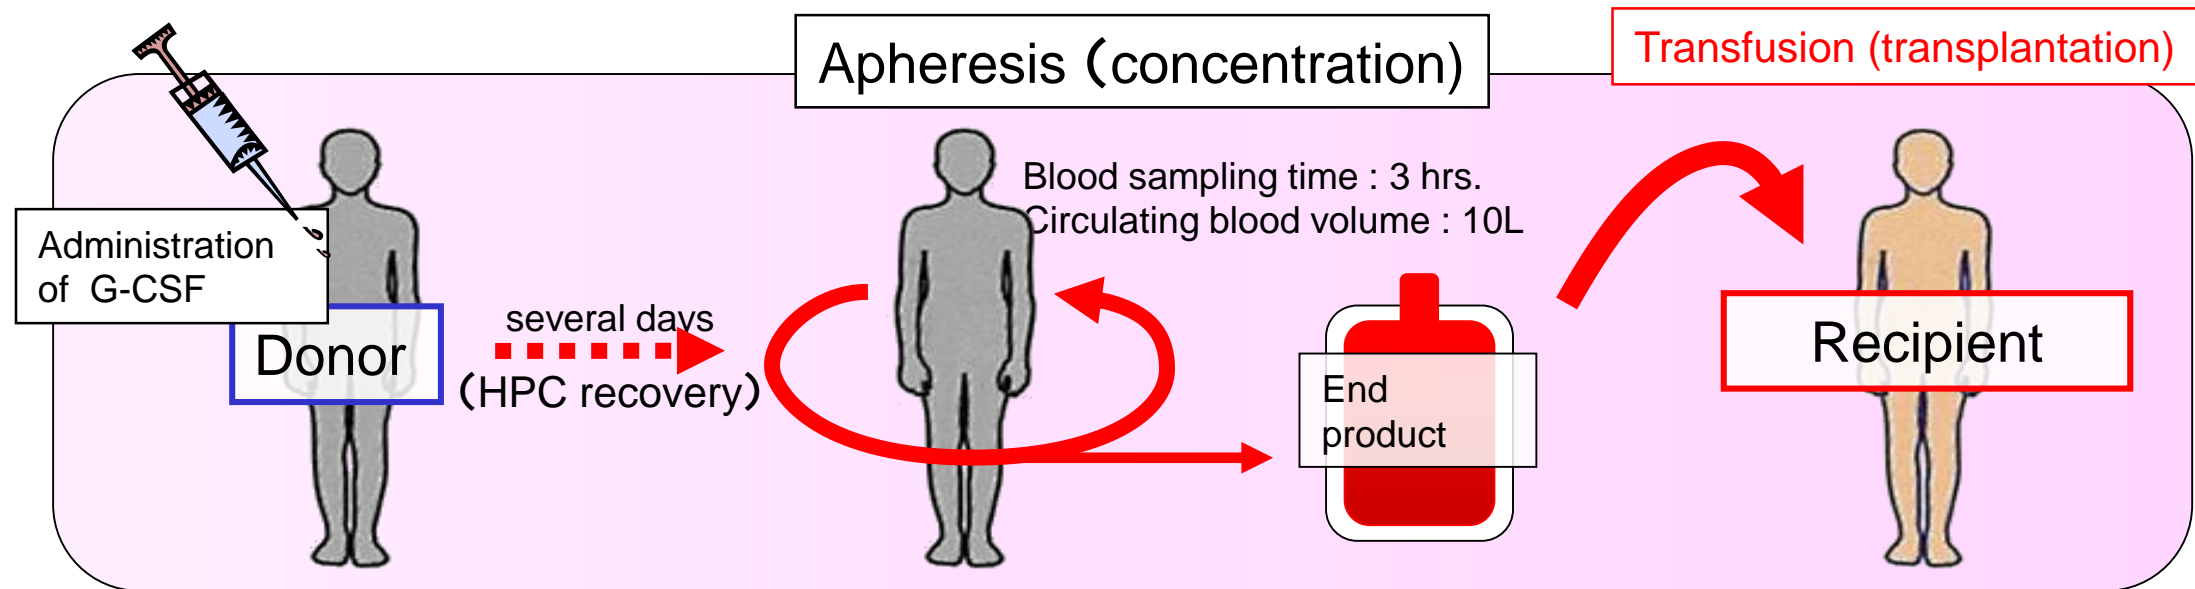 Apheresis（concentration)
Transfusion (transplantation)
Administration
of G-CSF
Donor
several days
（HPC recovery）
Blood sampling time : 3 hrs.
Circulating blood volume : 10L
End
product
Recipient